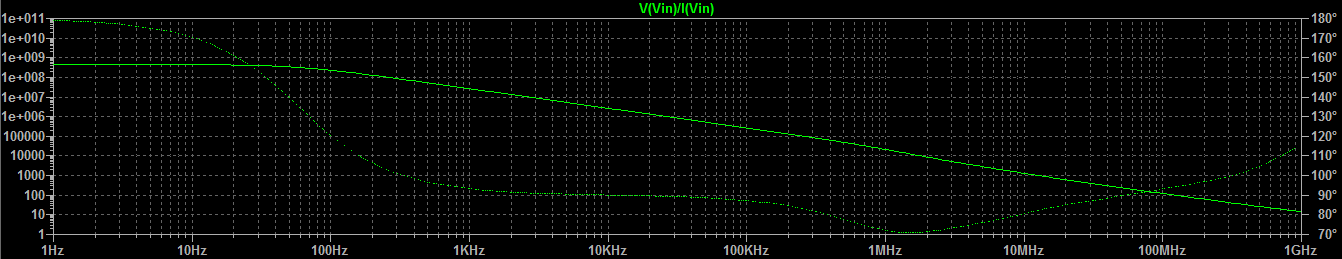 V(Vin)/I(Vin)
1e+011 180°
1e+010 170°
1e+009 160°
1e+008 150°
1e+007 140°
1e+006 130°
100000 120°
10000 110°
1000 100°
100 90°
10 80°
1 70°
1Hz 10Hz 100Hz 1KHz 10KHz 100KHz 1MHz 10MHz 100MHz 1GHz